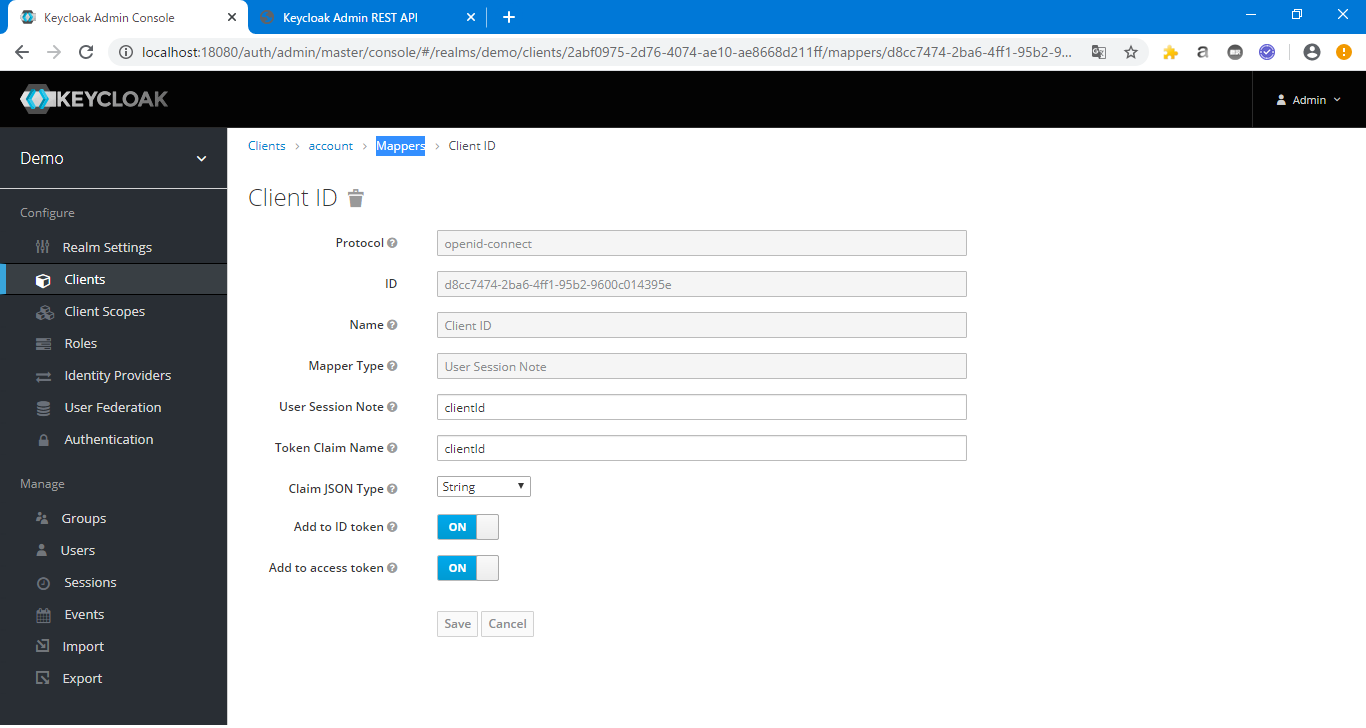 Keycloak Admin Console
Keycloak Admin REST API
localhost:18080/auth/admin/master/console/#/realms/demo/clients/2abf0975-2d76-4074-ae10-ae8668d211ff/mappers/d8cc7474-2ba6-4ff1-95b2-9...
KEYCLOAK
Admin
Demo
Configure
Realm Settings
Clients
Client Scopes
Roles
Identity Providers
User Federation
Authentication
Manage
Groups
Users
Sessions
Events
Import
Export
Clients > account > Mappers > Client ID
Client ID
Protocol openid-connect
ID d8cc7474-2ba6-4ff1-95b2-9600c014395e
Name Client ID
Mapper Type User Session Note
User Session Note clientId
Token Claim Name clientId
Claim JSON Type String
Add to ID token ON
Add to access token ON
Save Cancel